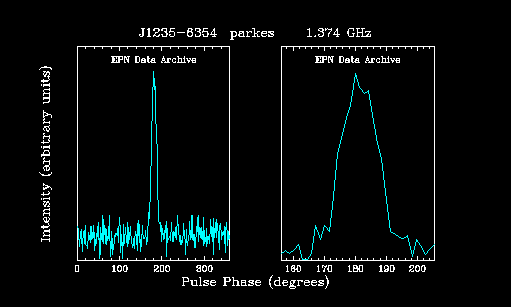 J1235-6354 parkes 1.374 GHz
EPN Data Archive EPN Data Archive
Intensity (arbitrary units)
0 100 200 300 160 170 180 190 200
Pulse Phase (degrees)